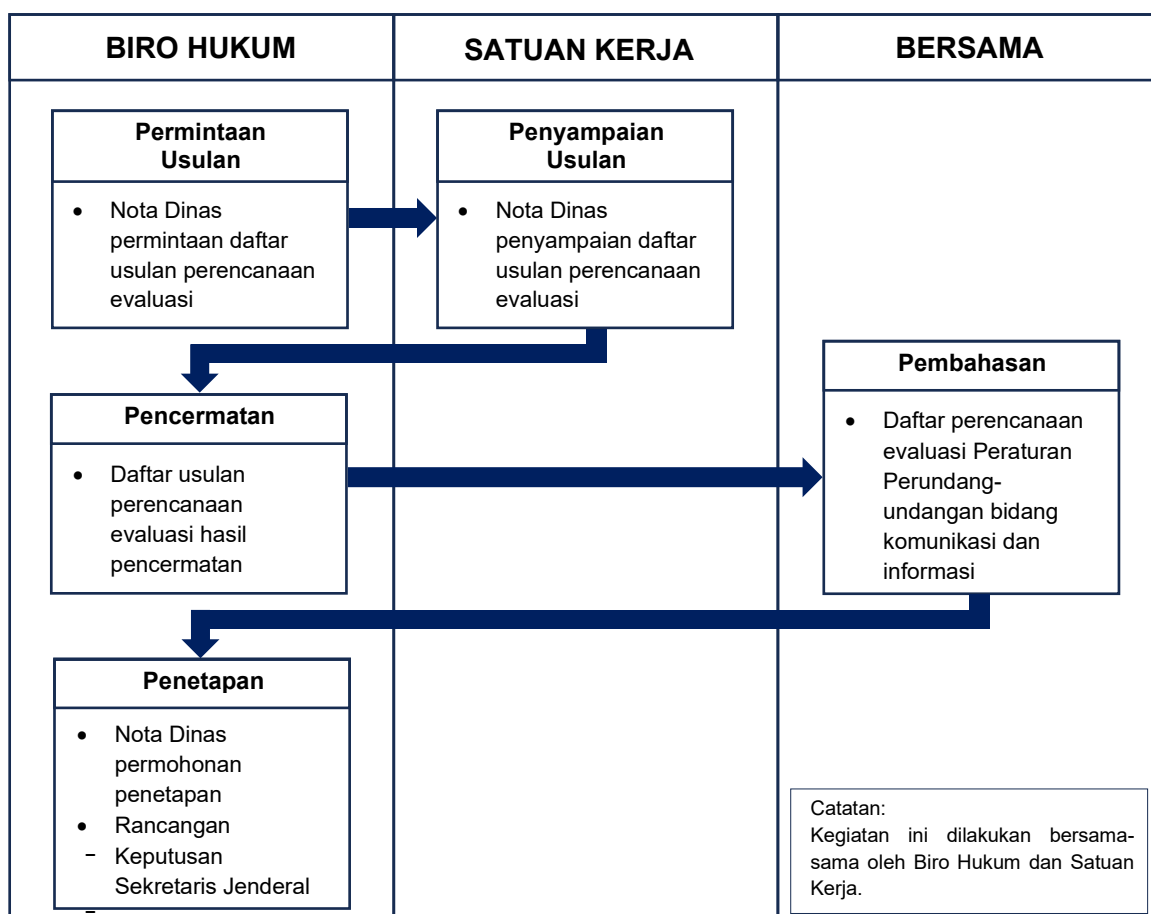 BIRO HUKUM
SATUAN KERJA
BERSAMA
Permintaan
Usulan
• Nota Dinas
permintaan daftar
usulan perencanaan
evaluasi
Penyampaian
Usulan
• Nota Dinas
penyampaian daftar
usulan perencanaan
evaluasi
Pencermatan
• Daftar usulan
perencanaan
evaluasi hasil
pencermatan
Pembahasan
• Daftar perencanaan
evaluasi Peraturan
Perundang-
undangan bidang
komunikasi dan
informasi
Penetapan
• Nota Dinas
permohonan
penetapan
• Rancangan
– Keputusan
Sekretaris Jenderal
–
Catatan:
Kegiatan ini dilakukan bersama-
sama oleh Biro Hukum dan Satuan
Kerja.